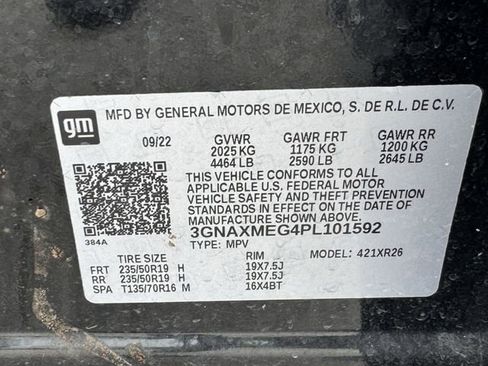 gm
MFD BY GENERAL MOTORS DE MEXICO, S. DE R.L. DE C.V.
09/22 GVWR GAWR FRT GAWR RR
2025 KG 1175 KG 1200 KG
4464 LB 2590 LB 2645 LB
THIS VEHICLE CONFORMS TO ALL
APPLICABLE U.S. FEDERAL MOTOR
VEHICLE SAFETY AND THEFT PREVENTION
STANDARDS IN EFFECT ON THE DATE OF
MANUFACTURE SHOWN ABOVE.
3GNAXMEG4PL101592
384A TYPE: MPV MODEL: 421XR26
TIRE SIZE RIM
FRT 235/50R19 H 19X7.5J
RR 235/50R19 H 19X7.5J
SPA T135/70R16 M 16X4BT